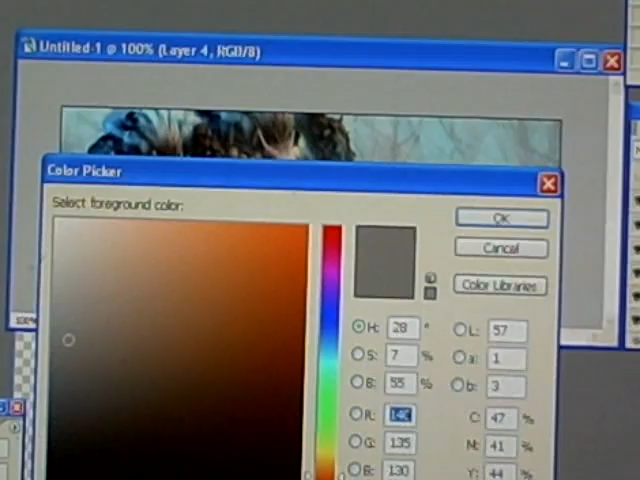 Untitled-1 @ 100% (Layer 4, RGB/8)
Color Picker
Select foreground color:
OK
Cancel
Color Libraries
H: 28 °
L: 57
S: 7 %
a: 1
B: 55 %
b: 3
R: 140
C: 47 %
G: 135
M: 41 %
B: 130
Y: 44 %